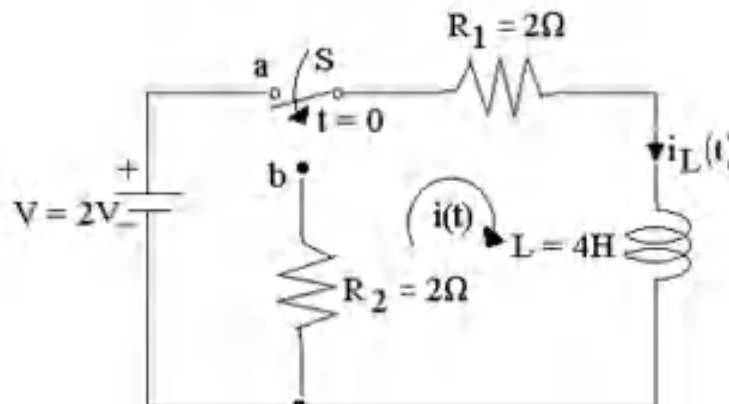 R1 = 2Ω
a
S
t = 0
iL(t)
+
b
V = 2V
−
i(t)
L = 4H
R2 = 2Ω